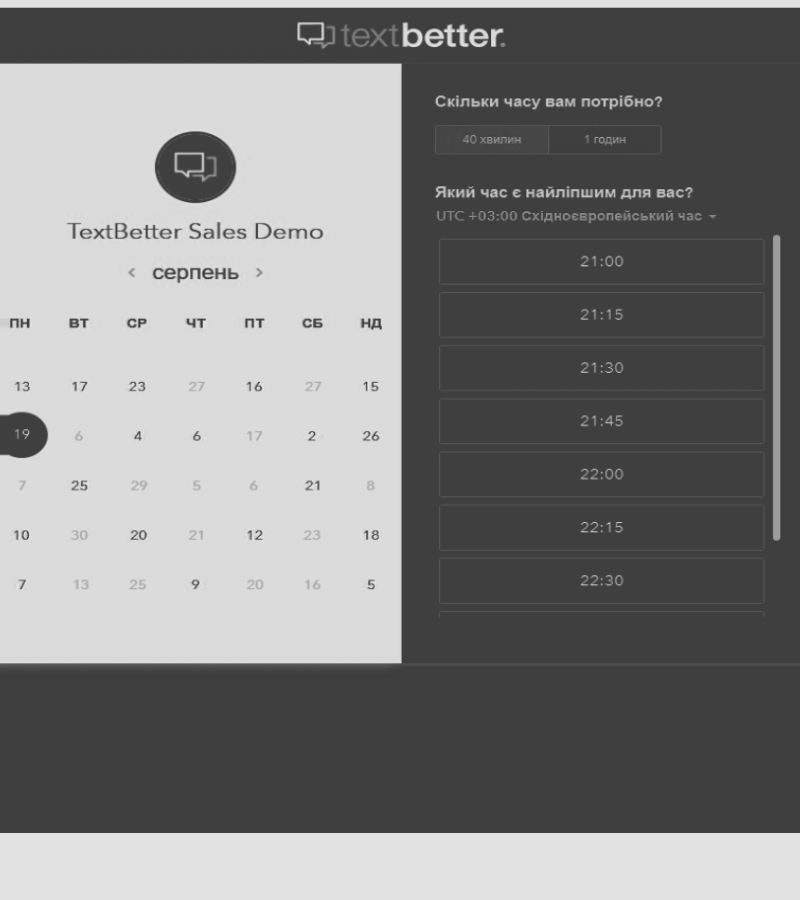 textbetter.
TextBetter Sales Demo
‹ серпень ›
ПН ВТ СР ЧТ ПТ СБ НД
13 17 23 27 16 27 15
19 6 4 6 17 2 26
7 25 29 5 6 21 8
10 30 20 21 12 23 18
7 13 25 9 20 16 5
Скільки часу вам потрібно?
40 хвилин 1 годин
Який час є найліпшим для вас?
UTC +03:00 Східноєвропейський час
21:00
21:15
21:30
21:45
22:00
22:15
22:30